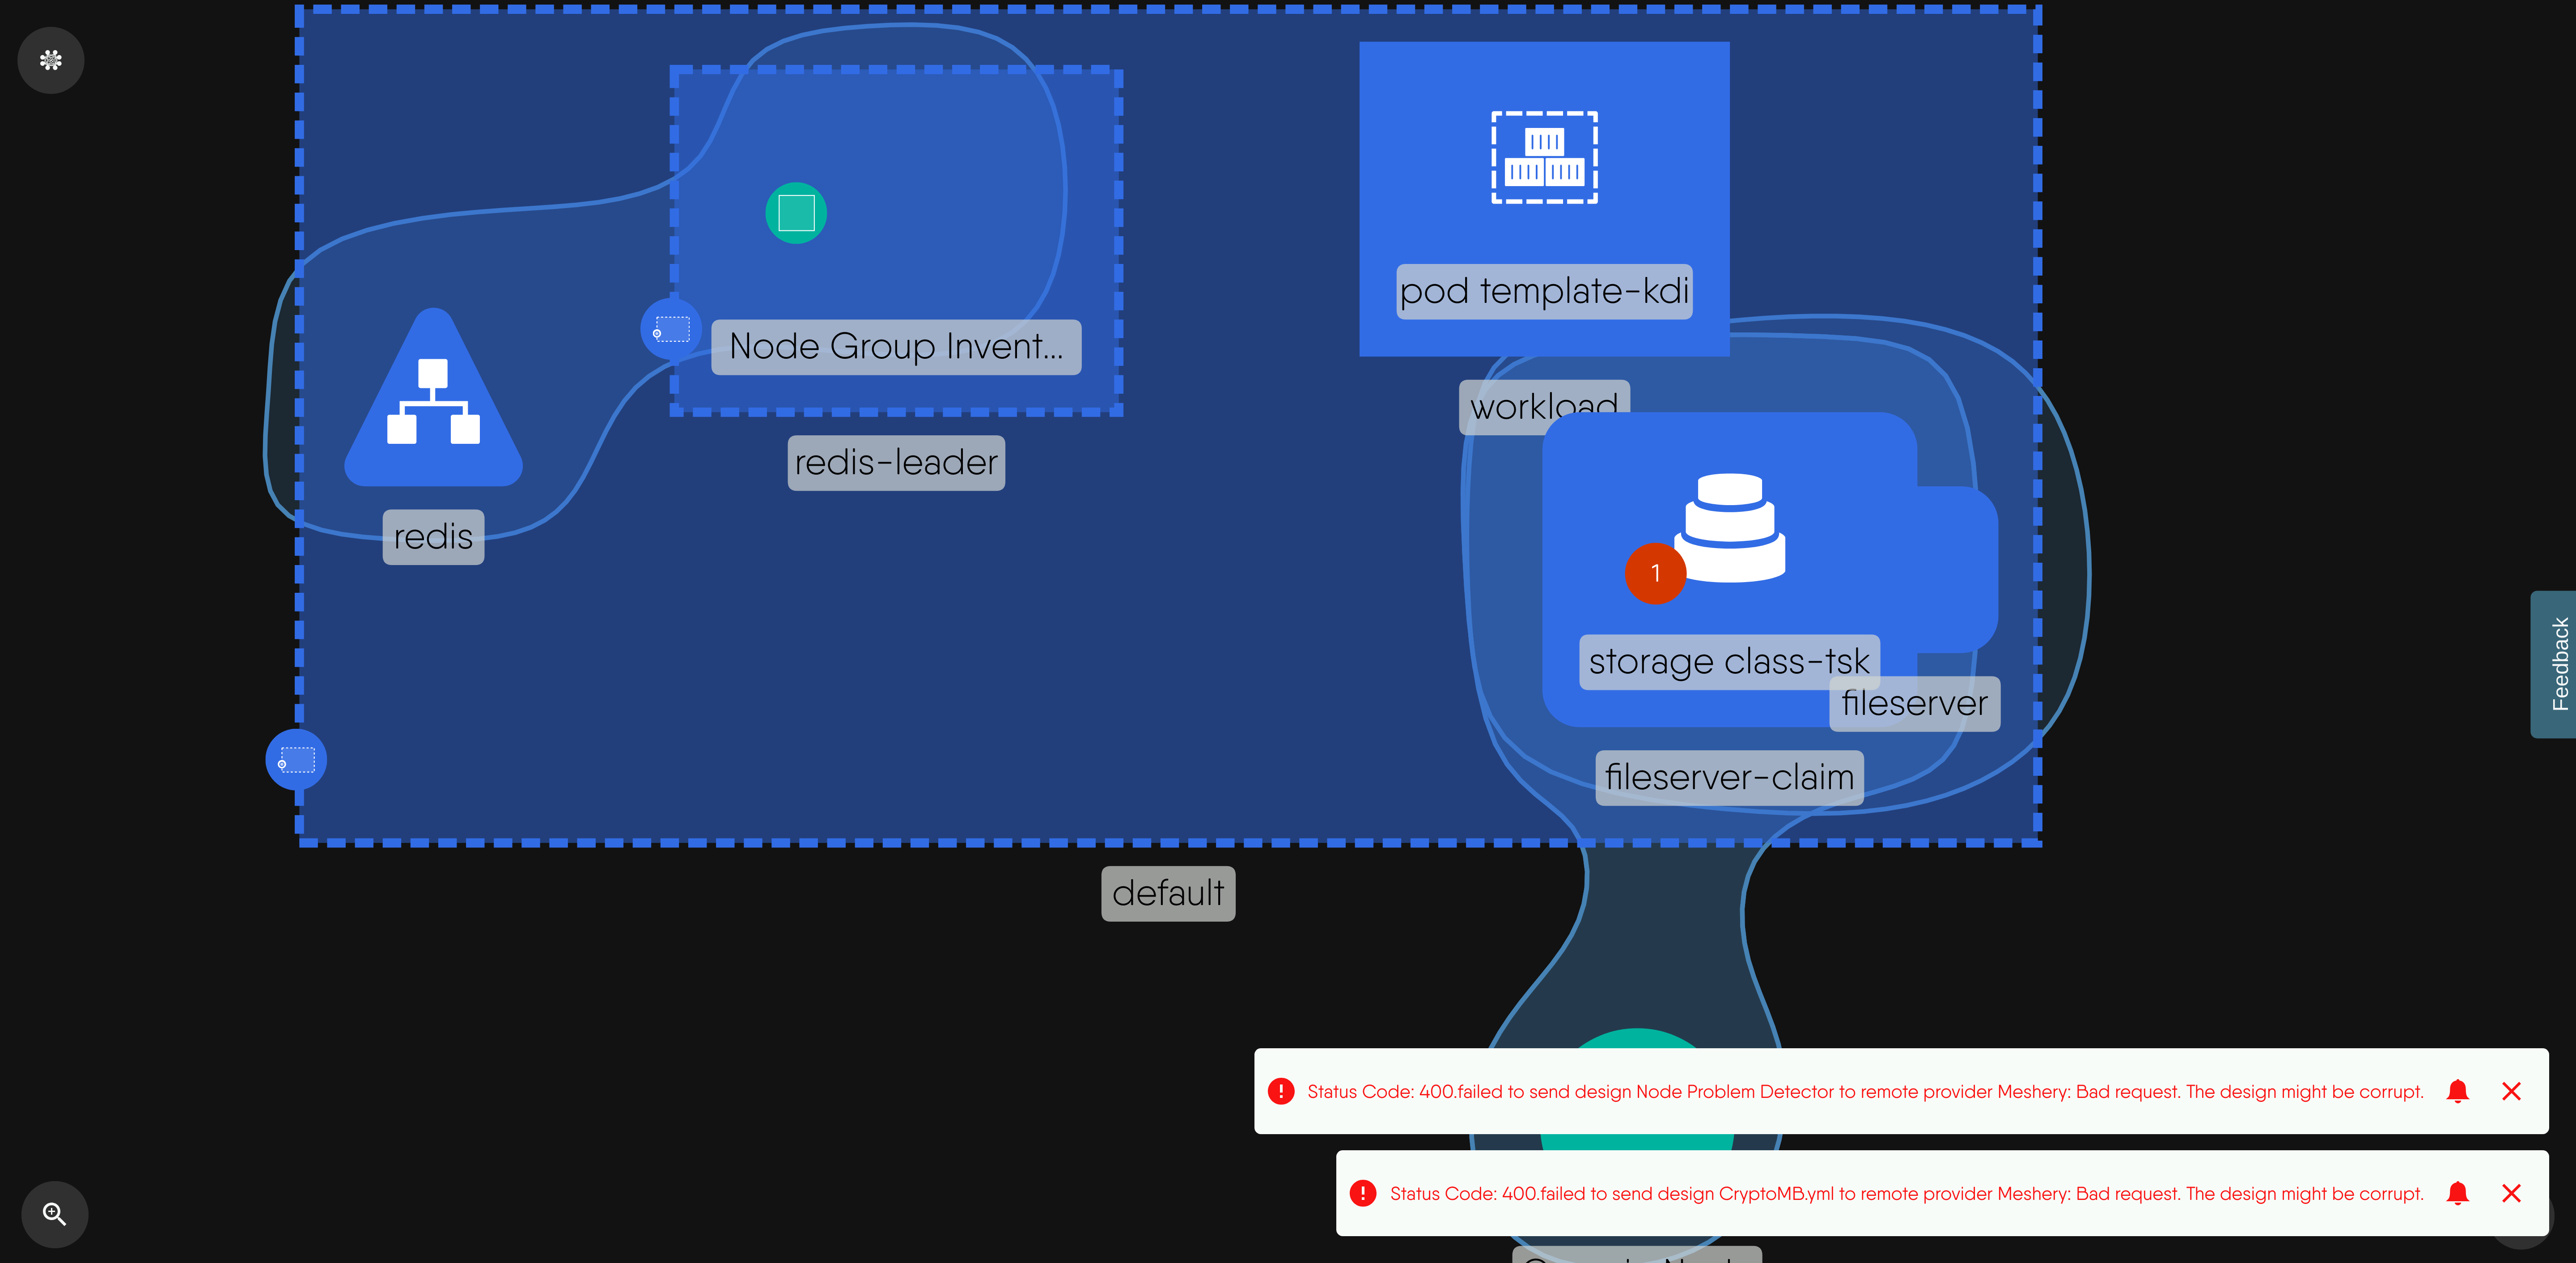 pod template-kdi
Node Group Invent...
workload
redis-leader
redis
1
storage class-tsk
fileserver
fileserver-claim
Feedback
default
Status Code: 400.failed to send design Node Problem Detector to remote provider Meshery: Bad request. The design might be corrupt.
Status Code: 400.failed to send design CryptoMB.yml to remote provider Meshery: Bad request. The design might be corrupt.